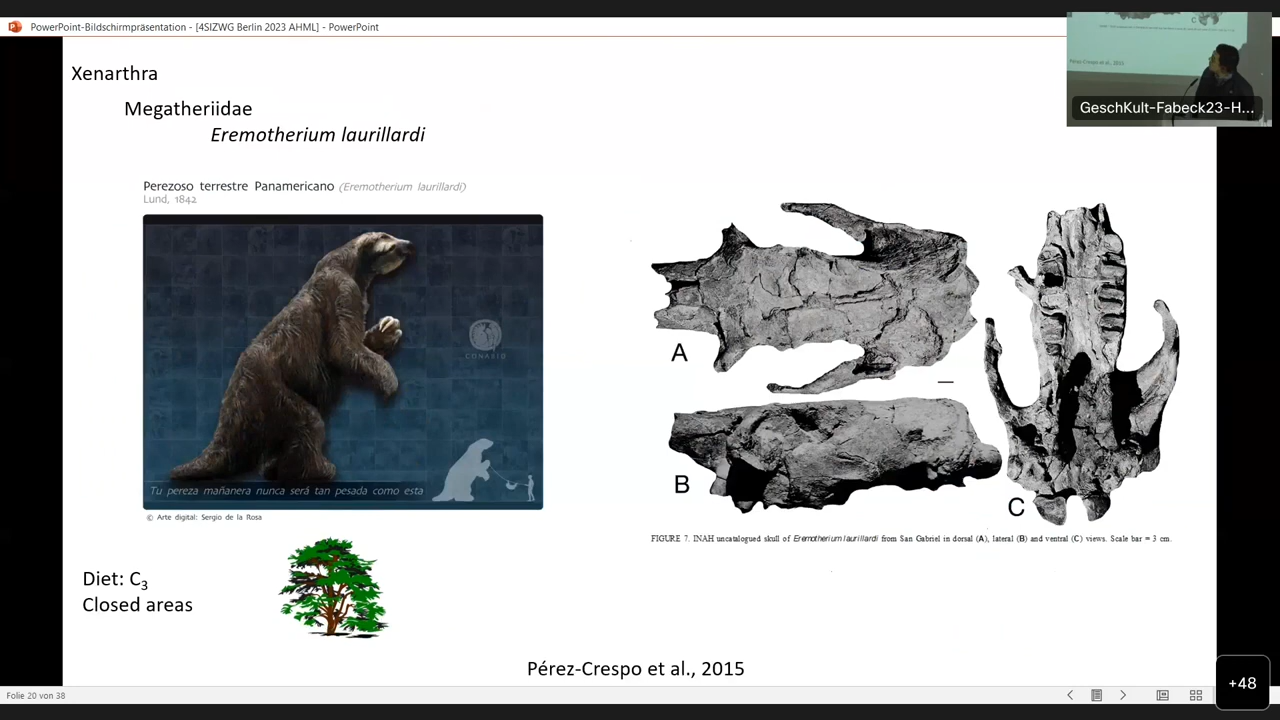 PowerPoint-Bildschirmpräsentation - [4SIZWG Berlin 2023 AHML] - PowerPoint
GeschKult-Fabeck23-H...
Xenarthra
Megatheriidae
Eremotherium laurillardi
Perezoso terrestre Panamericano (Eremotherium laurillardi)
Lund, 1842
CONABIO
Tu pereza mañanera nunca será tan pesada como esta
© Arte digital: Sergio de la Rosa
A
B
C
FIGURE 7. INAH uncatalogued skull of Eremotherium laurillardi from San Gabriel in dorsal (A), lateral (B) and ventral (C) views. Scale bar = 3 cm.
Diet: C3
Closed areas
Pérez-Crespo et al., 2015
Folie 20 von 38
+48